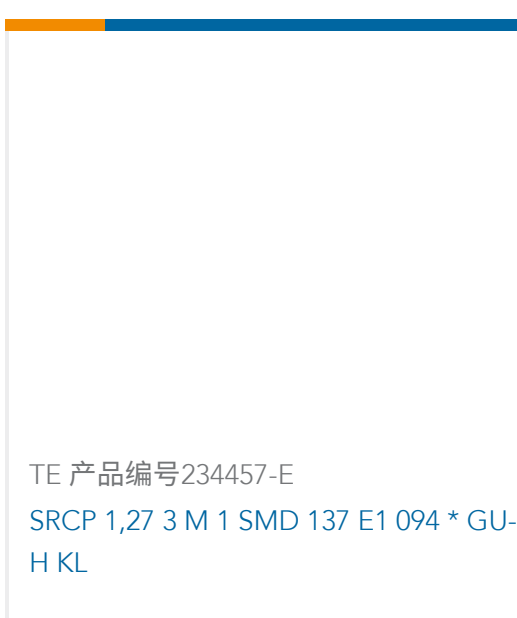 TE 产品编号234457-E
SRCP 1,27 3 M 1 SMD 137 E1 094 * GU-
H KL